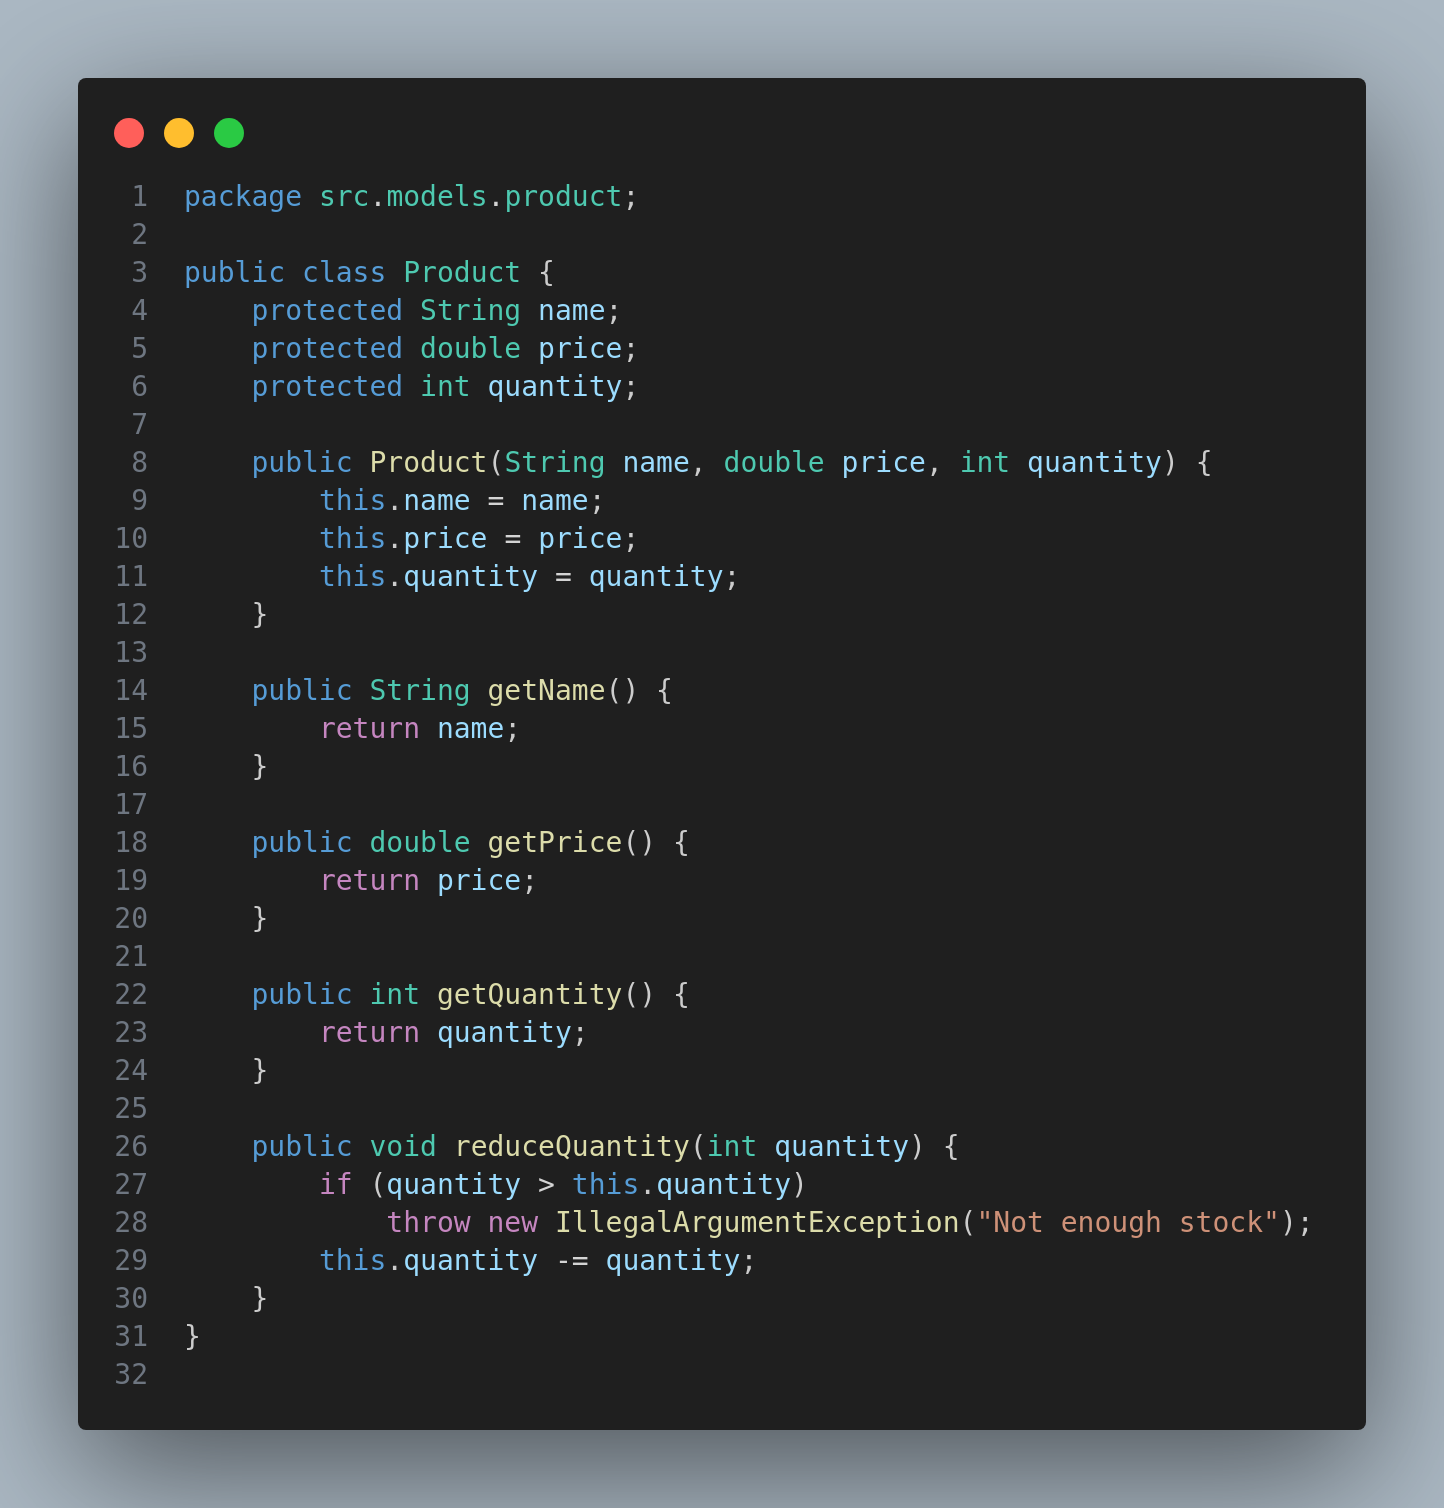 1 package src.models.product;
2
3 public class Product {
4     protected String name;
5     protected double price;
6     protected int quantity;
7
8     public Product(String name, double price, int quantity) {
9         this.name = name;
10         this.price = price;
11         this.quantity = quantity;
12     }
13
14     public String getName() {
15         return name;
16     }
17
18     public double getPrice() {
19         return price;
20     }
21
22     public int getQuantity() {
23         return quantity;
24     }
25
26     public void reduceQuantity(int quantity) {
27         if (quantity > this.quantity)
28             throw new IllegalArgumentException("Not enough stock");
29         this.quantity -= quantity;
30     }
31 }
32